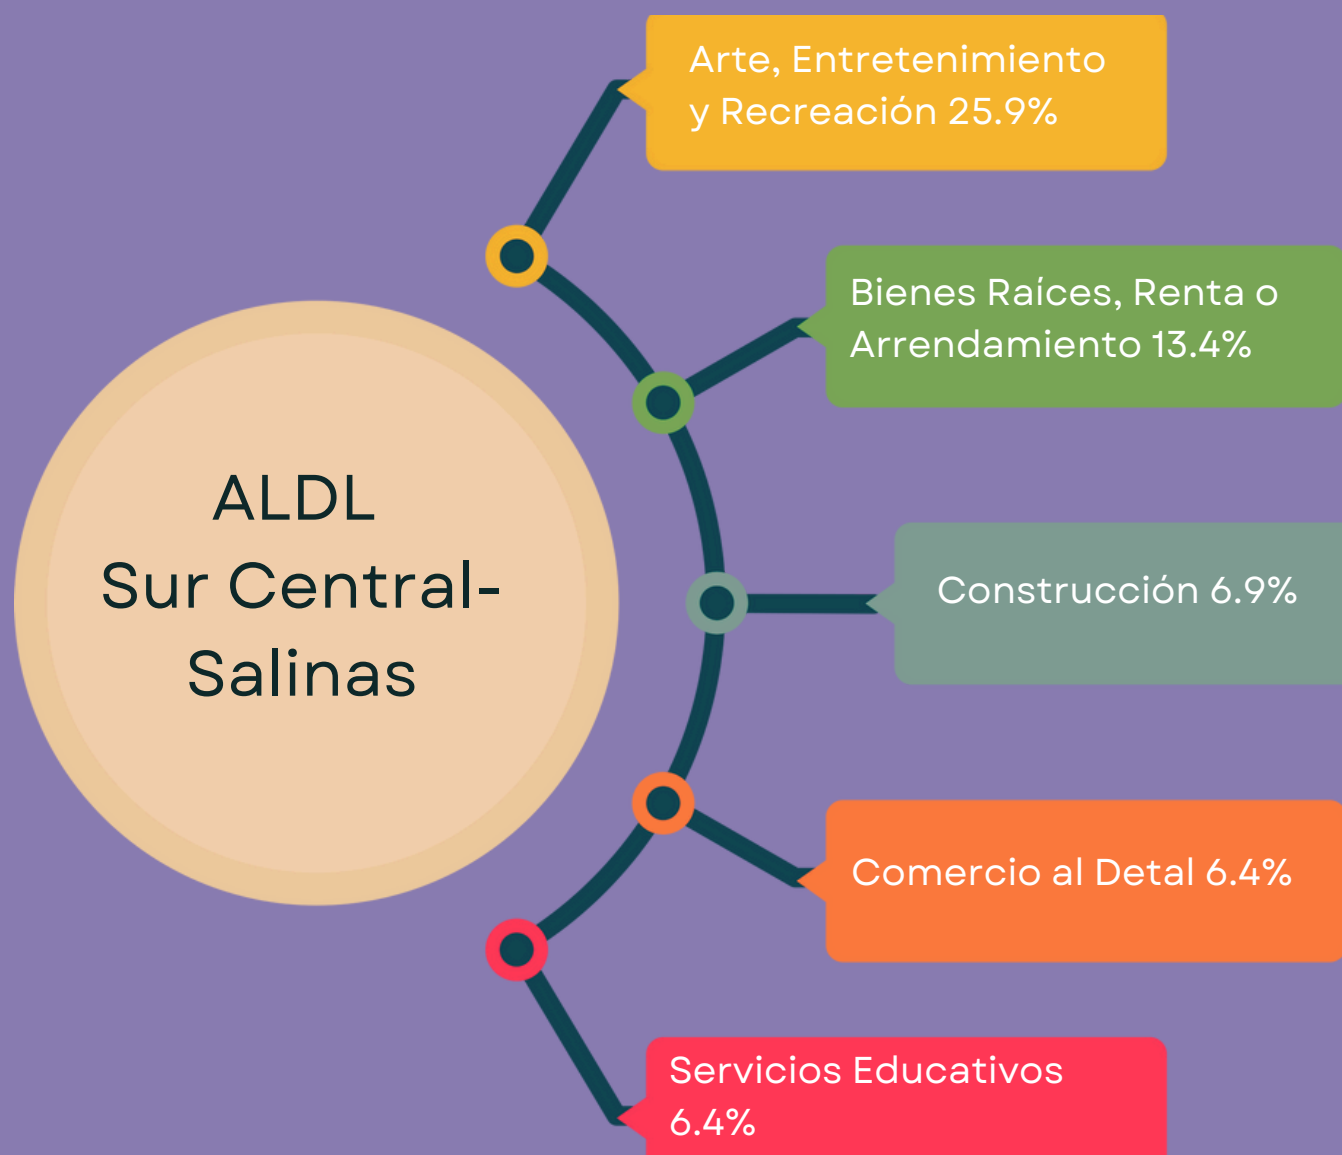 Arte, Entretenimiento
y Recreación 25.9%
Bienes Raíces, Renta o
Arrendamiento 13.4%
ALDL
Sur Central-
Salinas
Construcción 6.9%
Comercio al Detal 6.4%
Servicios Educativos
6.4%